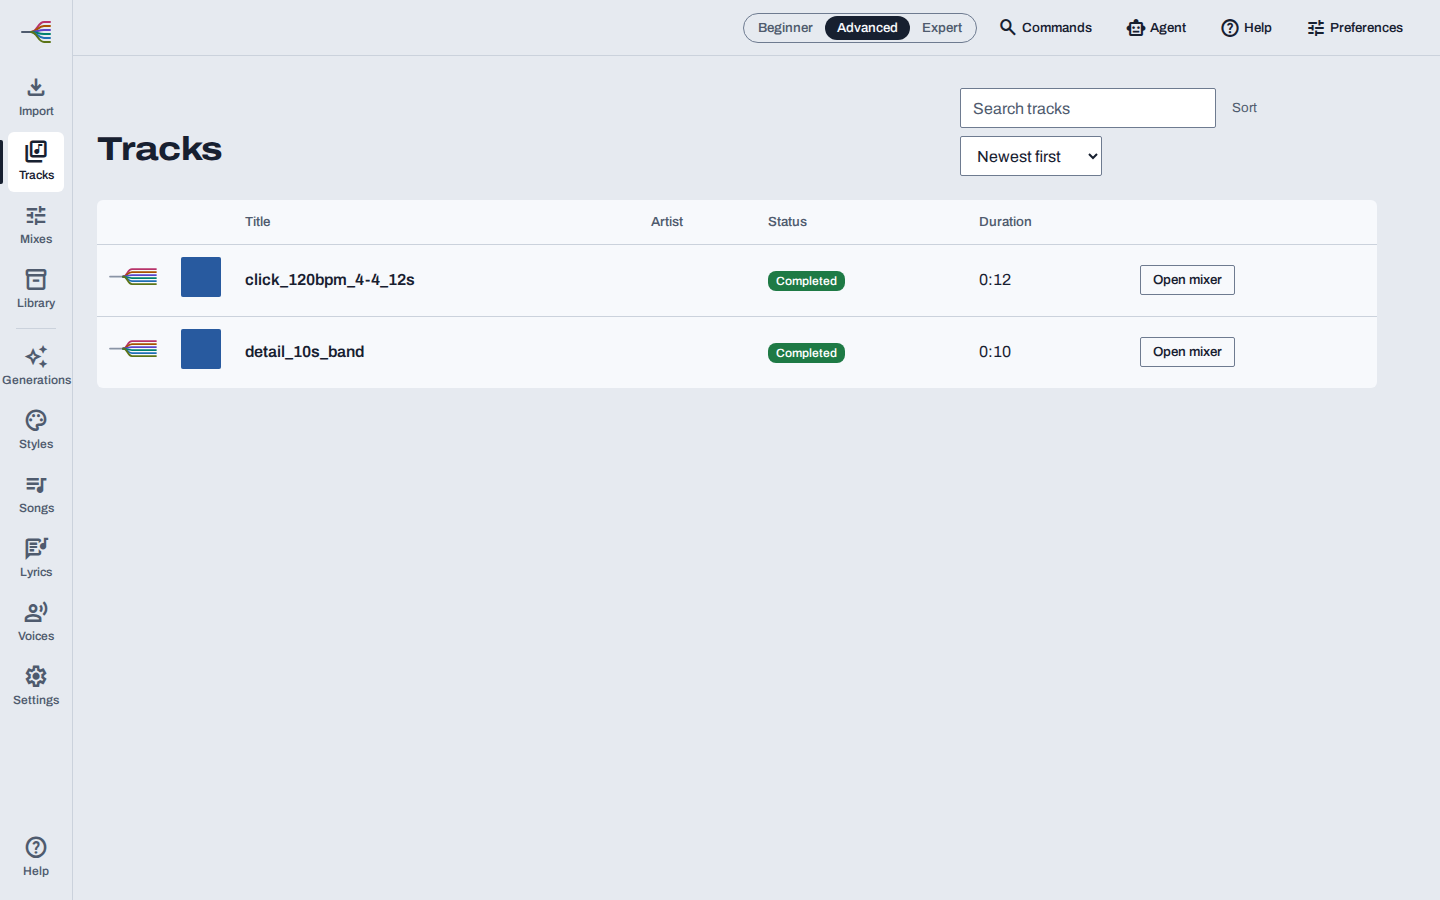 Beginner Advanced Expert Commands Agent Help Preferences
Import
Tracks
Mixes
Library
Generations
Styles
Songs
Lyrics
Voices
Settings
Help
Tracks
Search tracks
Sort
Newest first
Title Artist Status Duration
click_120bpm_4-4_12s Completed 0:12 Open mixer
detail_10s_band Completed 0:10 Open mixer